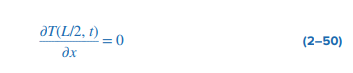 ∂T(L/2, t)/∂x = 0 (2–50)